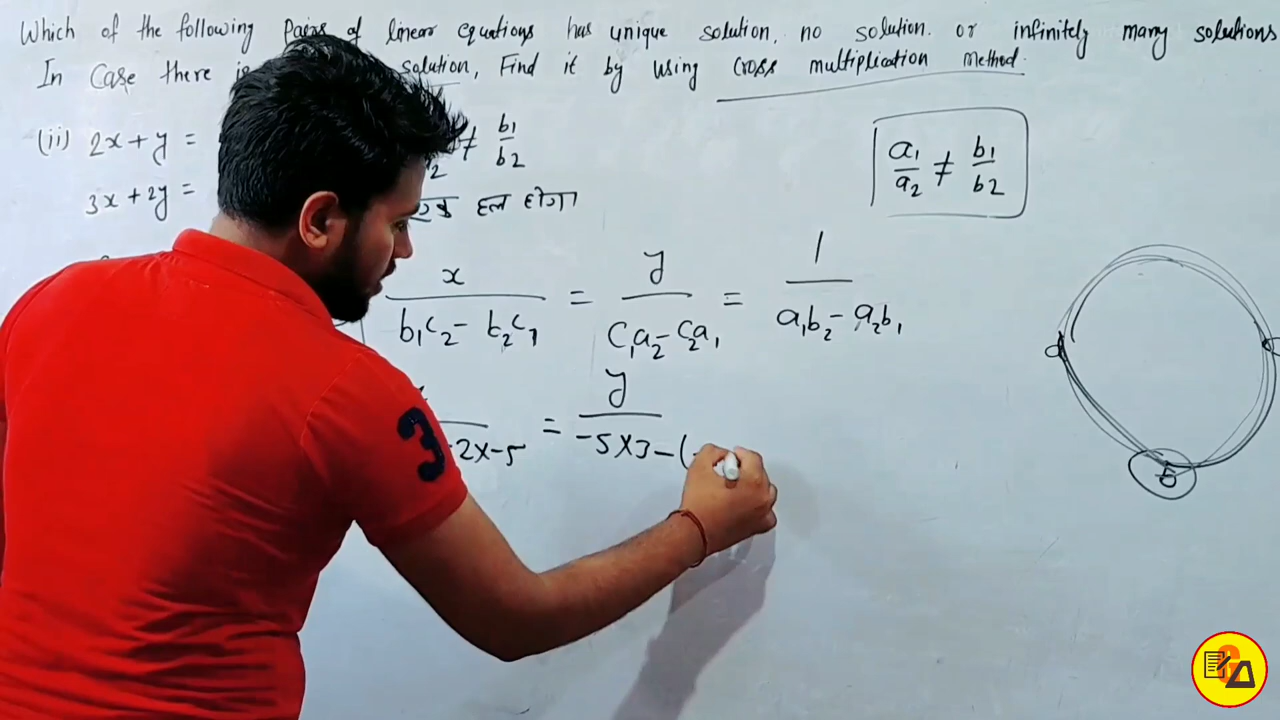 Which of the following Pairs of linear equations has unique solution, no solution. or infinitely many solutions
In Case there is solution, Find it by using cross multiplication method.
(ii) 2x + y = ≠ b1/b2
3x + 2y = हल होगा
a1/a2 ≠ b1/b2
x/(b1c2 - b2c1) = y/(c1a2 - c2a1) = 1/(a1b2 - a2b1)
2x-5 = y/(-5X3-(
b
3